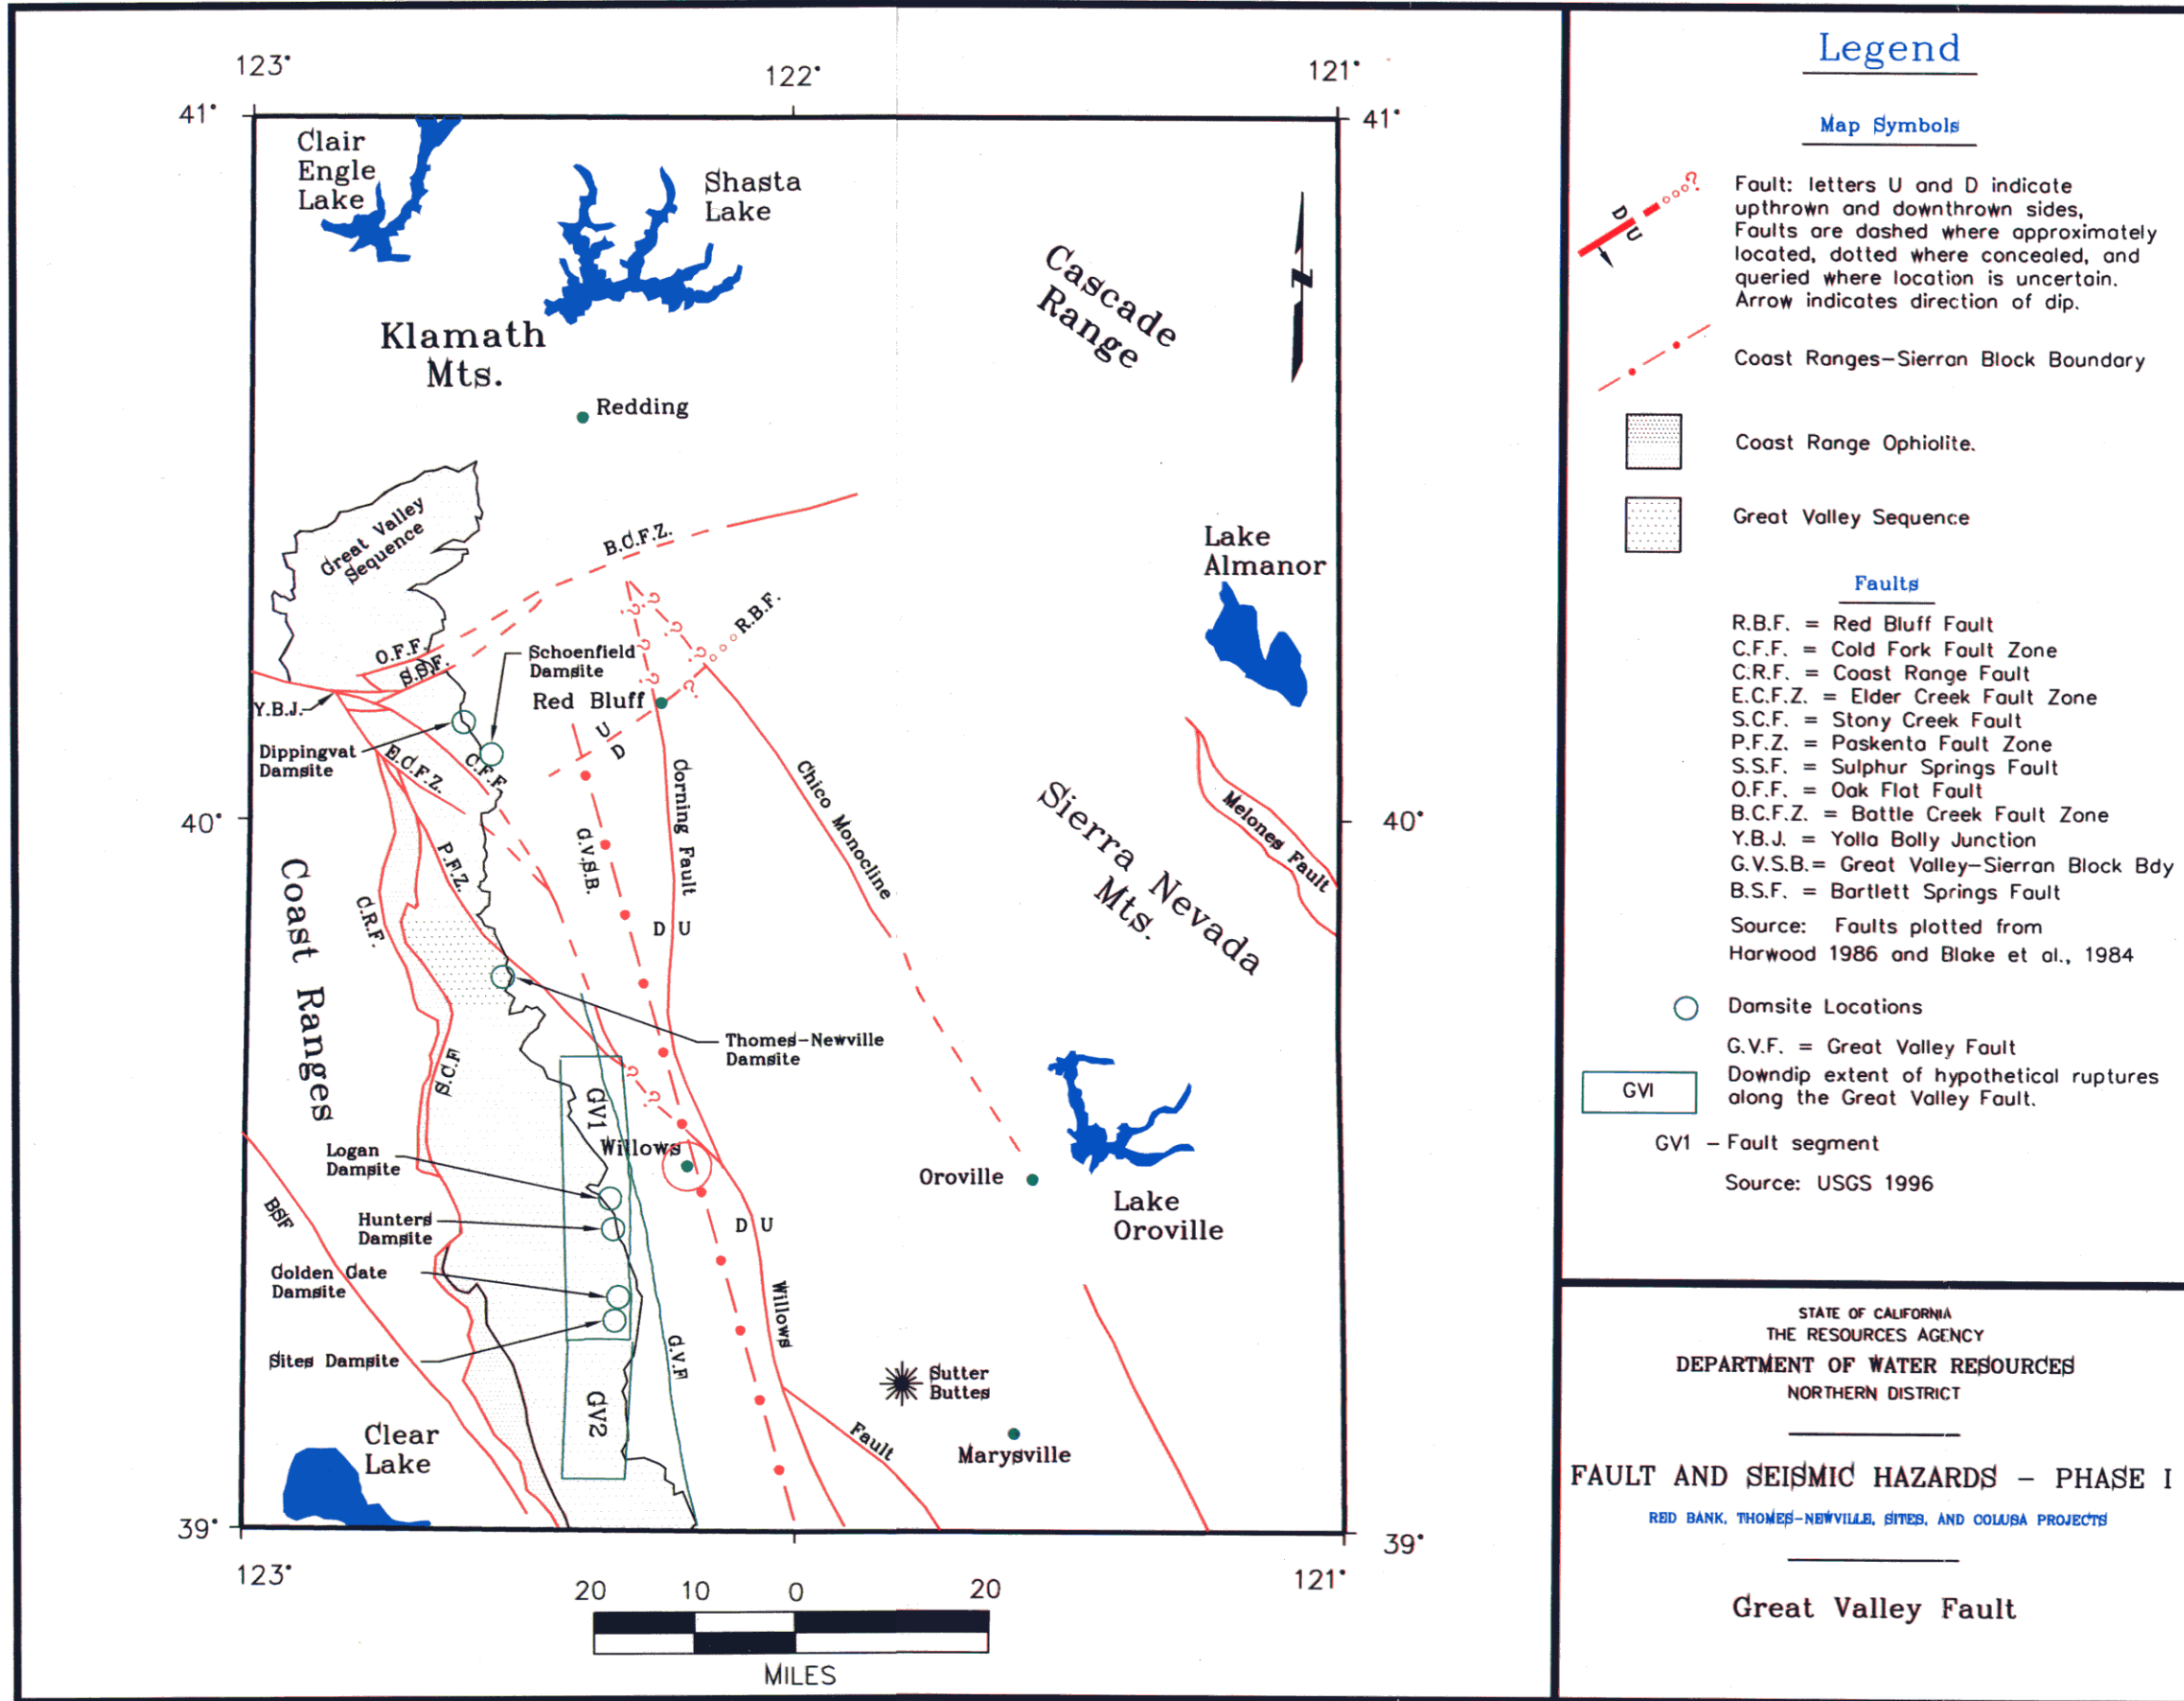 123°
122°
121°
41°
41°
Clair
Engle
Lake
Shasta
Lake
Cascade
Range
N
Klamath
Mts.
Redding
Great Valley
Sequence
B.C.F.Z.
Lake
Almanor
R.B.F.
O.F.F.
S.S.F.
Schoenfield
Damsite
Red Bluff
Y.B.J.
Dippingvat
Damsite
E.C.F.Z.
C.F.F.
U
D
? ? ? ? ? ? ? ?
40°
40°
Corning Fault
Chico Monocline
Melones Fault
Sierra Nevada
Mts.
G.V.S.B.
P.F.Z.
C.R.F.
Coast Ranges
D U
Thomes-Newville
Damsite
S.C.F
? ?
GV1
Willows
Logan
Damsite
BSF
Hunters
Damsite
Golden Gate
Damsite
Sites Damsite
D U
Willows
Fault
G.V.F
GV2
Oroville
Lake
Oroville
Sutter
Buttes
Marysville
Clear
Lake
39°
39°
123°
121°
20 10 0 20
MILES
Legend
Map Symbols
D U ?
Fault: letters U and D indicate
upthrown and downthrown sides,
Faults are dashed where approximately
located, dotted where concealed, and
queried where location is uncertain.
Arrow indicates direction of dip.
Coast Ranges-Sierran Block Boundary
Coast Range Ophiolite.
Great Valley Sequence
Faults
R.B.F. = Red Bluff Fault
C.F.F. = Cold Fork Fault Zone
C.R.F. = Coast Range Fault
E.C.F.Z. = Elder Creek Fault Zone
S.C.F. = Stony Creek Fault
P.F.Z. = Paskenta Fault Zone
S.S.F. = Sulphur Springs Fault
O.F.F. = Oak Flat Fault
B.C.F.Z. = Battle Creek Fault Zone
Y.B.J. = Yolla Bolly Junction
G.V.S.B.= Great Valley-Sierran Block Bdy
B.S.F. = Bartlett Springs Fault
Source: Faults plotted from
Harwood 1986 and Blake et al., 1984
Damsite Locations
G.V.F. = Great Valley Fault
GVI
Downdip extent of hypothetical ruptures
along the Great Valley Fault.
GV1 - Fault segment
Source: USGS 1996
STATE OF CALIFORNIA
THE RESOURCES AGENCY
DEPARTMENT OF WATER RESOURCES
NORTHERN DISTRICT
FAULT AND SEISMIC HAZARDS - PHASE I
RED BANK, THOMES-NEWVILLE, SITES, AND COLUSA PROJECTS
Great Valley Fault